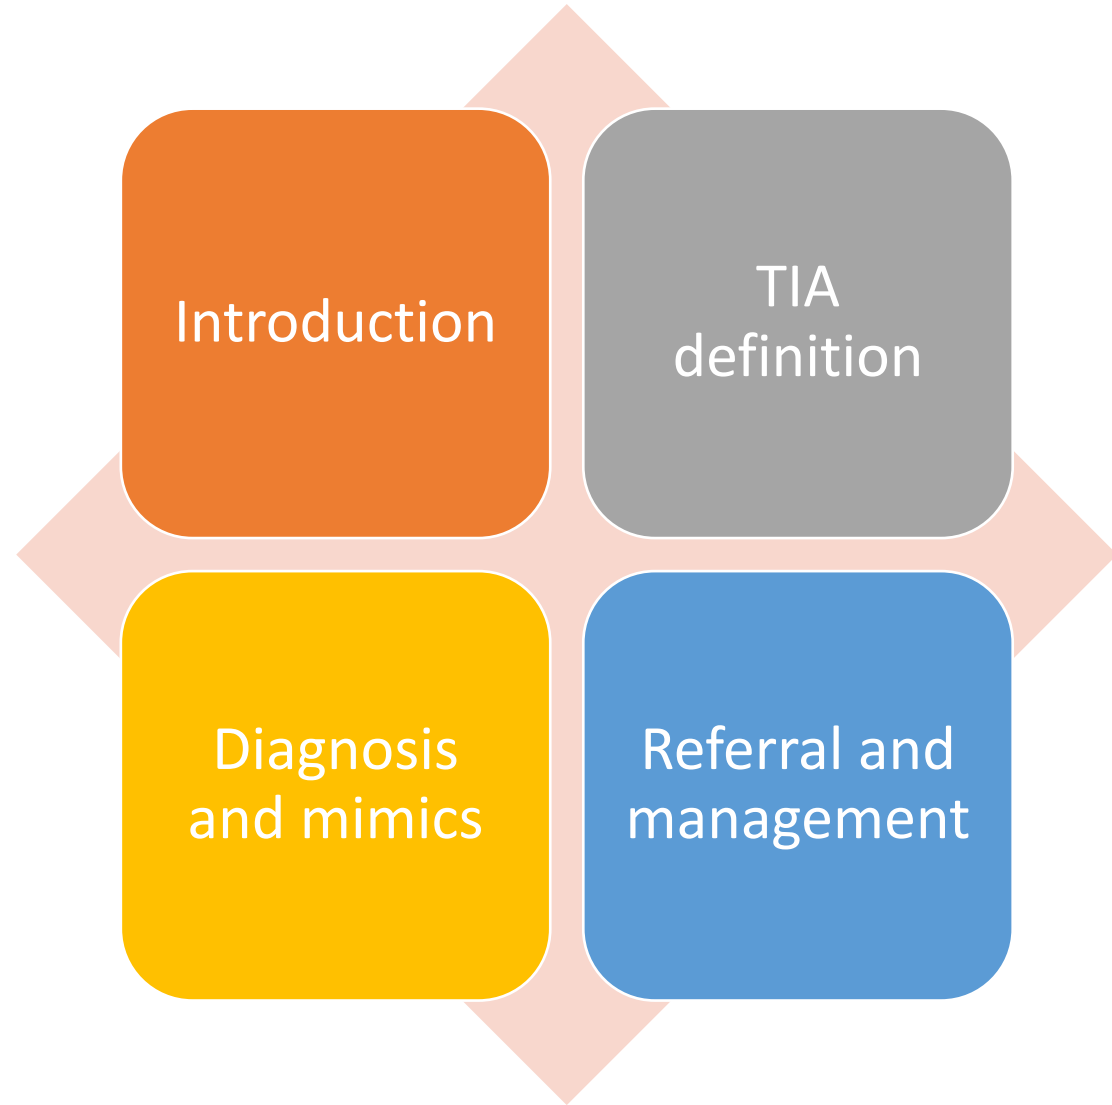 Introduction
TIA
definition
Diagnosis
and mimics
Referral and
management